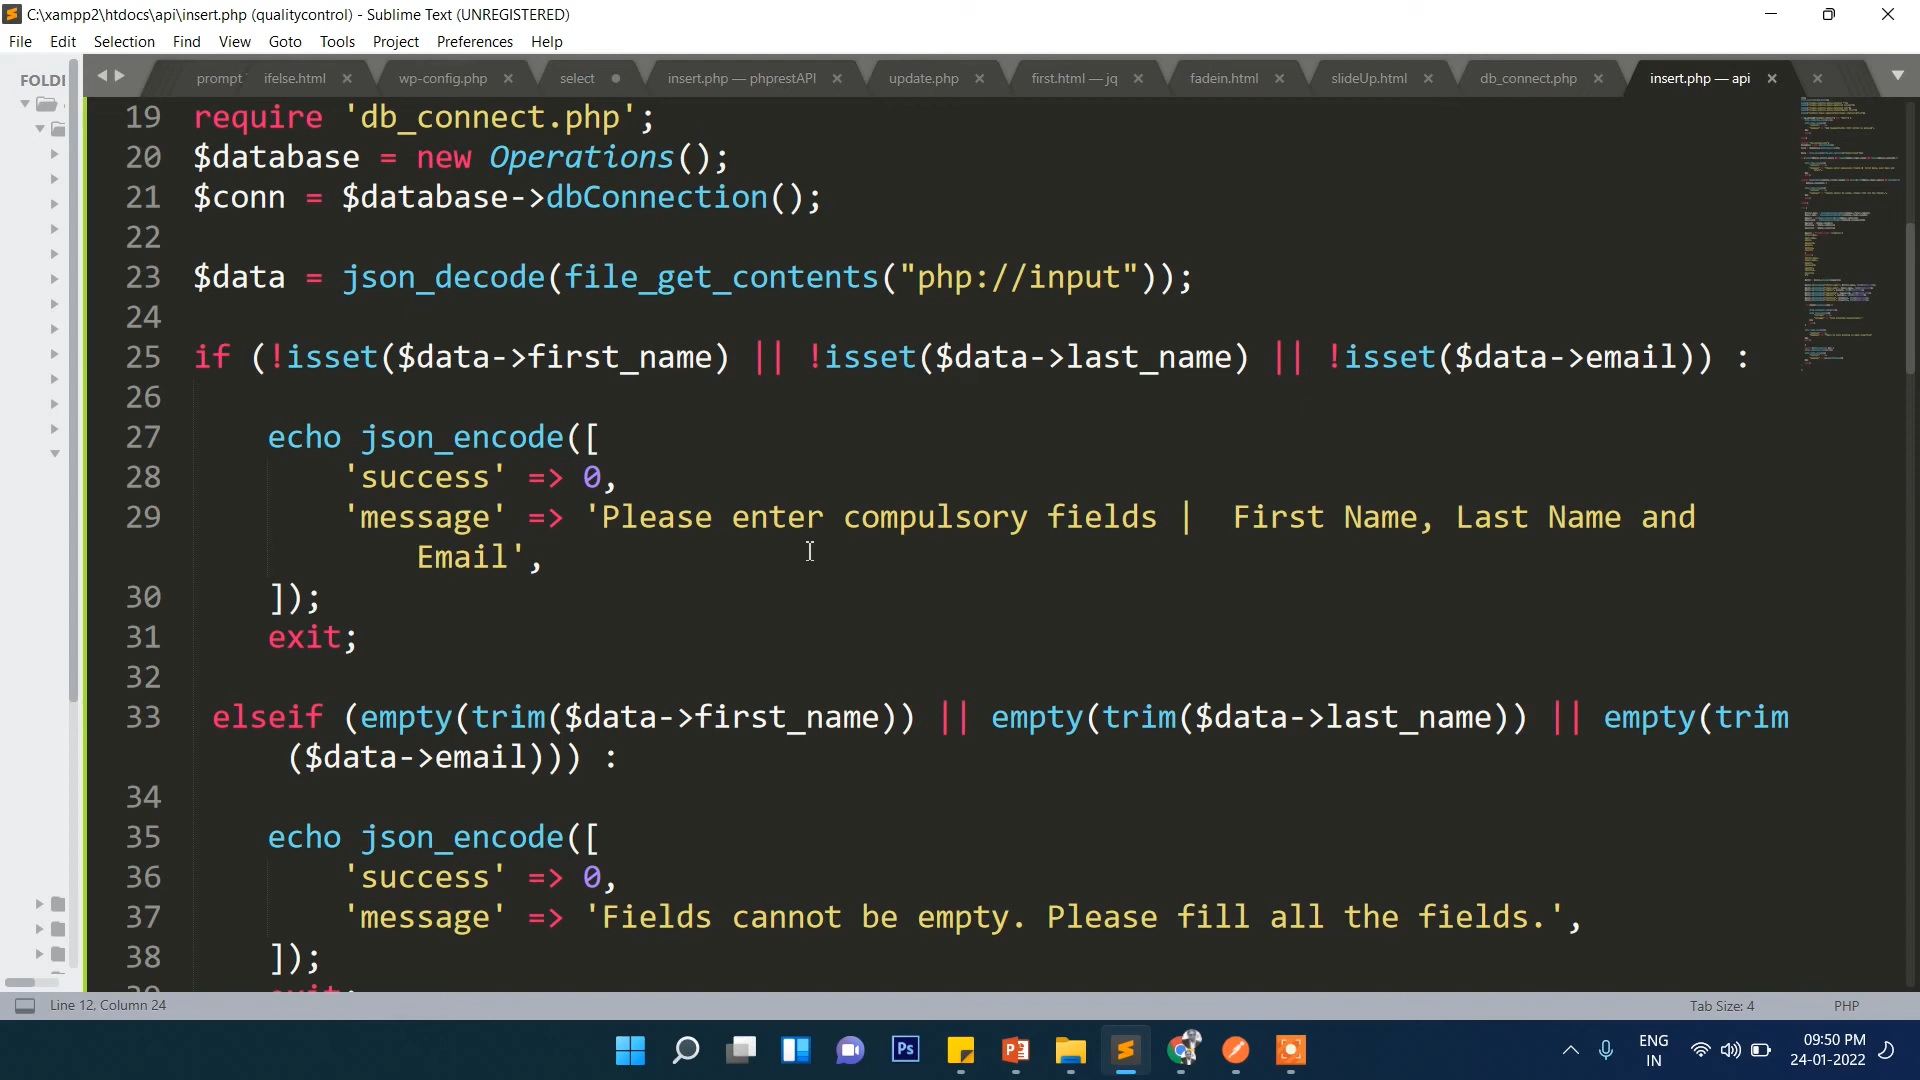 C:\xampp2\htdocs\api\insert.php (qualitycontrol) - Sublime Text (UNREGISTERED)
File Edit Selection Find View Goto Tools Project Preferences Help
FOLDI
prompt ifelse.html wp-config.php select insert.php — phprestAPI update.php first.html — jq fadein.html slideUp.html db_connect.php insert.php — api
19 require 'db_connect.php';
20 $database = new Operations();
21 $conn = $database->dbConnection();
22
23 $data = json_decode(file_get_contents("php://input"));
24
25 if (!isset($data->first_name) || !isset($data->last_name) || !isset($data->email)) :
26
27 echo json_encode([
28 'success' => 0,
29 'message' => 'Please enter compulsory fields |  First Name, Last Name and
Email',
30 ]);
31 exit;
32
33 elseif (empty(trim($data->first_name)) || empty(trim($data->last_name)) || empty(trim
($data->email))) :
34
35 echo json_encode([
36 'success' => 0,
37 'message' => 'Fields cannot be empty. Please fill all the fields.',
38 ]);
Line 12, Column 24 Tab Size: 4 PHP
Ps
ENG
IN
09:50 PM
24-01-2022